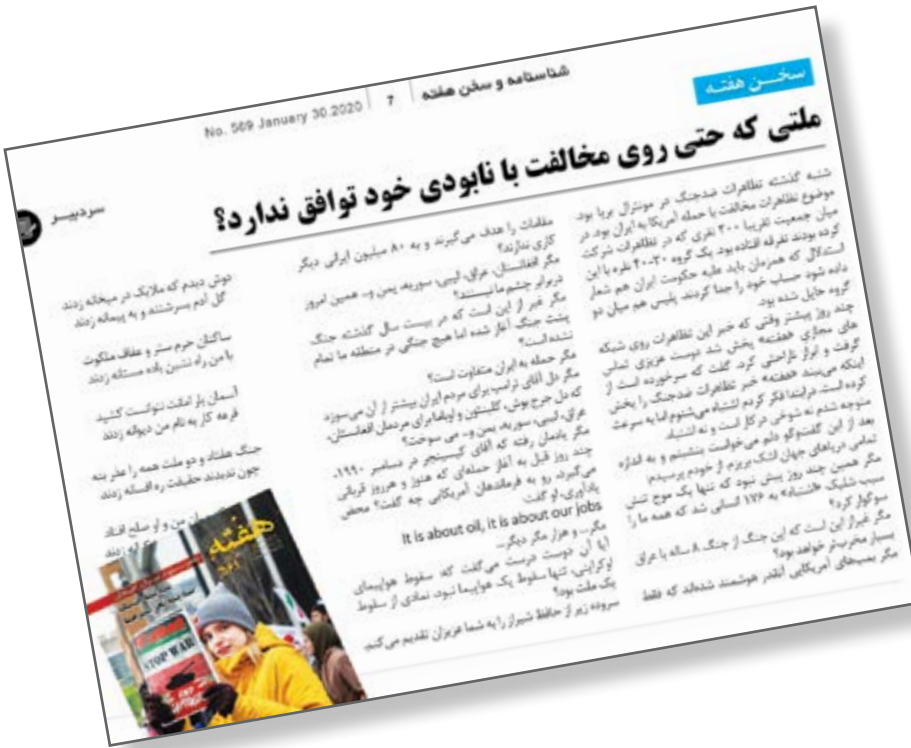 No. 569 January 30.2020 | 7 | شناسنامه و سخن هفته
سخـــن هفتـه
ملتی که حتی روی مخالفت با نابودی خود توافق ندارد؟
سردبیـــر
شنبه گذشته تظاهرات ضدجنگ در مونترال برپا بود.
موضوع تظاهرات مخالفت با حمله آمریکا به ایران بود. در
میان جمعیت تقریبا ۲۰۰ نفری که در تظاهرات شرکت
کرده بودند تفرقه افتاده بود. یک گروه ۳۰-۴۰ نفره با این
استدلال که همزمان باید علیه حکومت ایران هم شعار
داده شود حساب خود را جدا کردند. پلیس هم میان دو
گروه حایل شده بود.
چند روز پیشتر وقتی که خبر این تظاهرات روی شبکه
های مجازی «هفته» پخش شد دوست عزیزی تماس
گرفت و ابراز ناراحتی کرد. گفت که سرخورده است از
اینکه می‌بیند «هفته» خبر تظاهرات ضدجنگ را پخش
کرده است. درابتدا فکر کردم اشتباه می‌شنوم اما به سرعت
متوجه شدم نه شوخی در کار است و نه اشتباه.
بعد از این گفت‌وگو دلم می‌خواست بنشینم و به اندازه
تمامی دریاهای جهان اشک بریزم. از خودم پرسیدم:
مگر همین چند روز پیش نبود که تنها یک موج تنش
سبب شلیک «اشتباه» به ۱۷۶ انسانی شد که همه ما را
سوگوار کرد؟
مگر غیراز این است که این جنگ از جنگ ۸ ساله با عراق
بسیار مخرب‌تر خواهد بود؟
مگر بمب‌های آمریکایی آنقدر هوشمند شده‌اند که فقط
مقامات را هدف می‌گیرند و به ۸۰ میلیون ایرانی دیگر
کاری ندارند؟
مگر افغانستان، عراق، لیبی، سوریه، یمن و... همین امروز
دربرابر چشم ما نیستند؟
مگر غیر از این است که در بیست سال گذشته جنگ
پشت جنگ آغاز شده اما هیچ جنگی در منطقه ما تمام
نشده است؟
مگر حمله به ایران متفاوت است؟
مگر دل آقای ترامپ برای مردم ایران بیشتر از آن می‌سوزد
که دل جرج بوش، کلینتون و اوباما برای مردمان افغانستان،
عراق، لیبی، سوریه، یمن و... می سوخت؟
مگر یادمان رفته که آقای کیسینجر در دسامبر ۱۹۹۰،
چند روز قبل به آغاز حمله‌ای که هنوز و هرروز قربانی
می‌گیرد، رو به فرماندهان آمریکایی چه گفت؟ محض
یادآوری، او گفت
It is about oil, it is about our jobs
مگر... و هزار مگر دیگر...
آیا آن دوست درست می‌گفت که سقوط هواپیمای
اوکراینی، تنها سقوط یک هواپیما نبود، نمادی از سقوط
یک ملت بود؟
سروده زیر از حافظ شیراز را به شما عزیزان تقدیم می کنم.
دوش دیدم که ملایک در میخانه زدند
گل آدم بسرشتند و به پیمانه زدند
ساکنان حرم ستر و عفاف ملکوت
با من راه نشین باده مستانه زدند
آسمان بار امانت نتوانست کشید
قرعه کار به نام من دیوانه زدند
جنگ هفتاد و دو ملت همه را عذر بنه
چون ندیدند حقیقت ره افسانه زدند
میان من و او صلح افتاد
زدند
هفته
STOP WAR